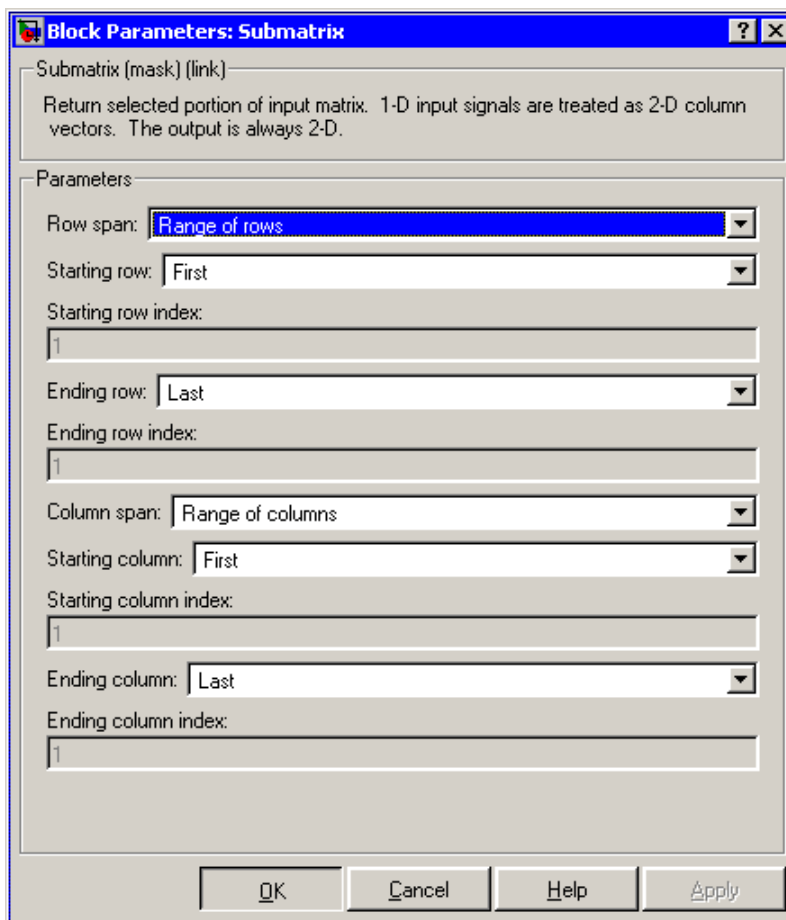 Block Parameters: Submatrix
Submatrix (mask) (link)
Return selected portion of input matrix.  1-D input signals are treated as 2-D column
vectors.  The output is always 2-D.
Parameters
Row span: Range of rows
Starting row: First
Starting row index:
1
Ending row: Last
Ending row index:
1
Column span: Range of columns
Starting column: First
Starting column index:
1
Ending column: Last
Ending column index:
1
OK Cancel Help Apply